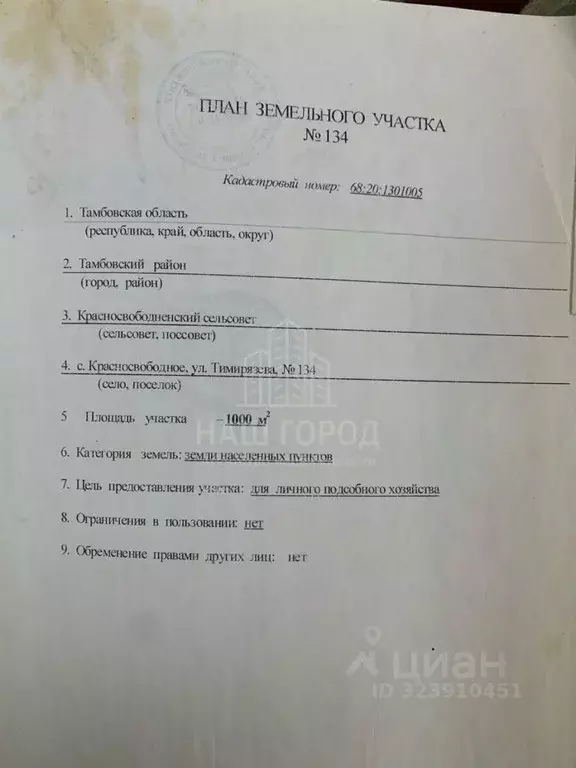 ПЛАН ЗЕМЕЛЬНОГО УЧАСТКА
№ 134
Кадастровый номер: 68:20:1301005
1. Тамбовская область
(республика, край, область, округ)
2. Тамбовский район
(город, район)
3. Красносвободненский сельсовет
(сельсовет, поссовет)
4. с. Красносвободное, ул. Тимирязева, № 134
(село, поселок)
5 Площадь участка – 1000 м²
НАШ ГОРОД
6. Категория земель: земли населенных пунктов
7. Цель предоставления участка: для личного подсобного хозяйства
8. Ограничения в пользовании: нет
9. Обременение правами других лиц: нет
циан
ID 323910451